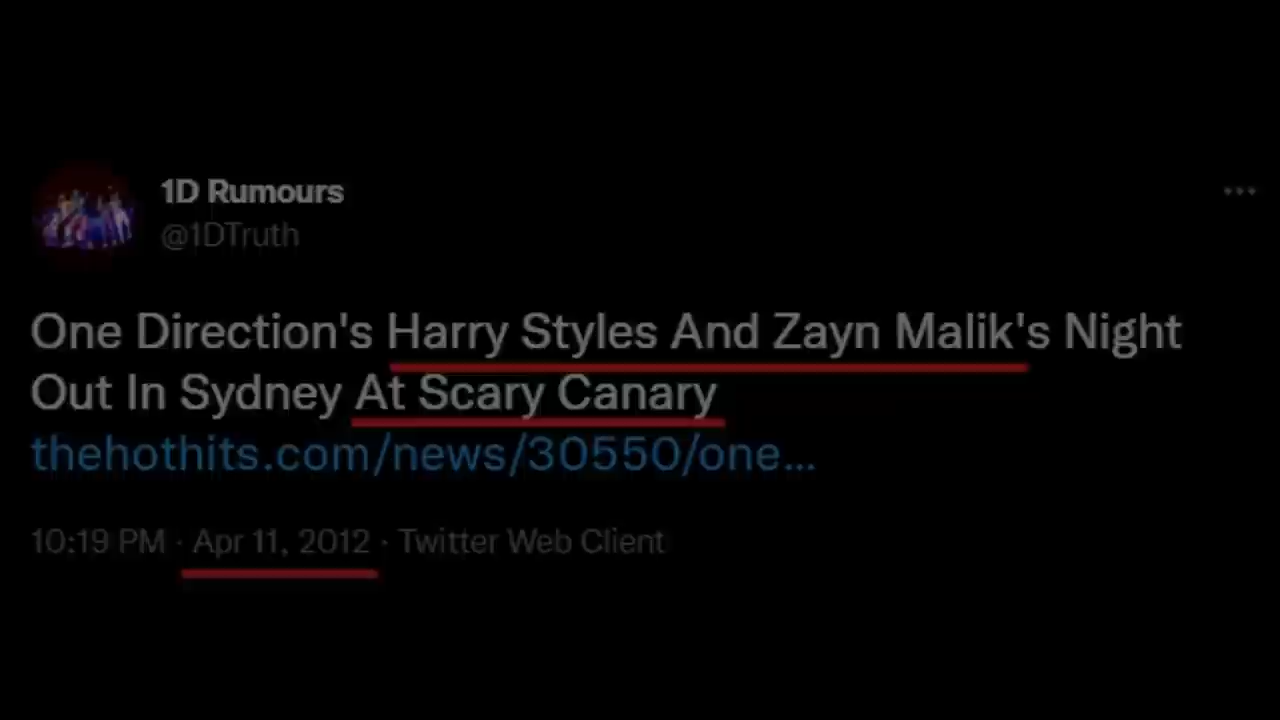 1D Rumours
@1DTruth
One Direction's Harry Styles And Zayn Malik's Night
Out In Sydney At Scary Canary
thehothits.com/news/30550/one...
10:19 PM · Apr 11, 2012 · Twitter Web Client